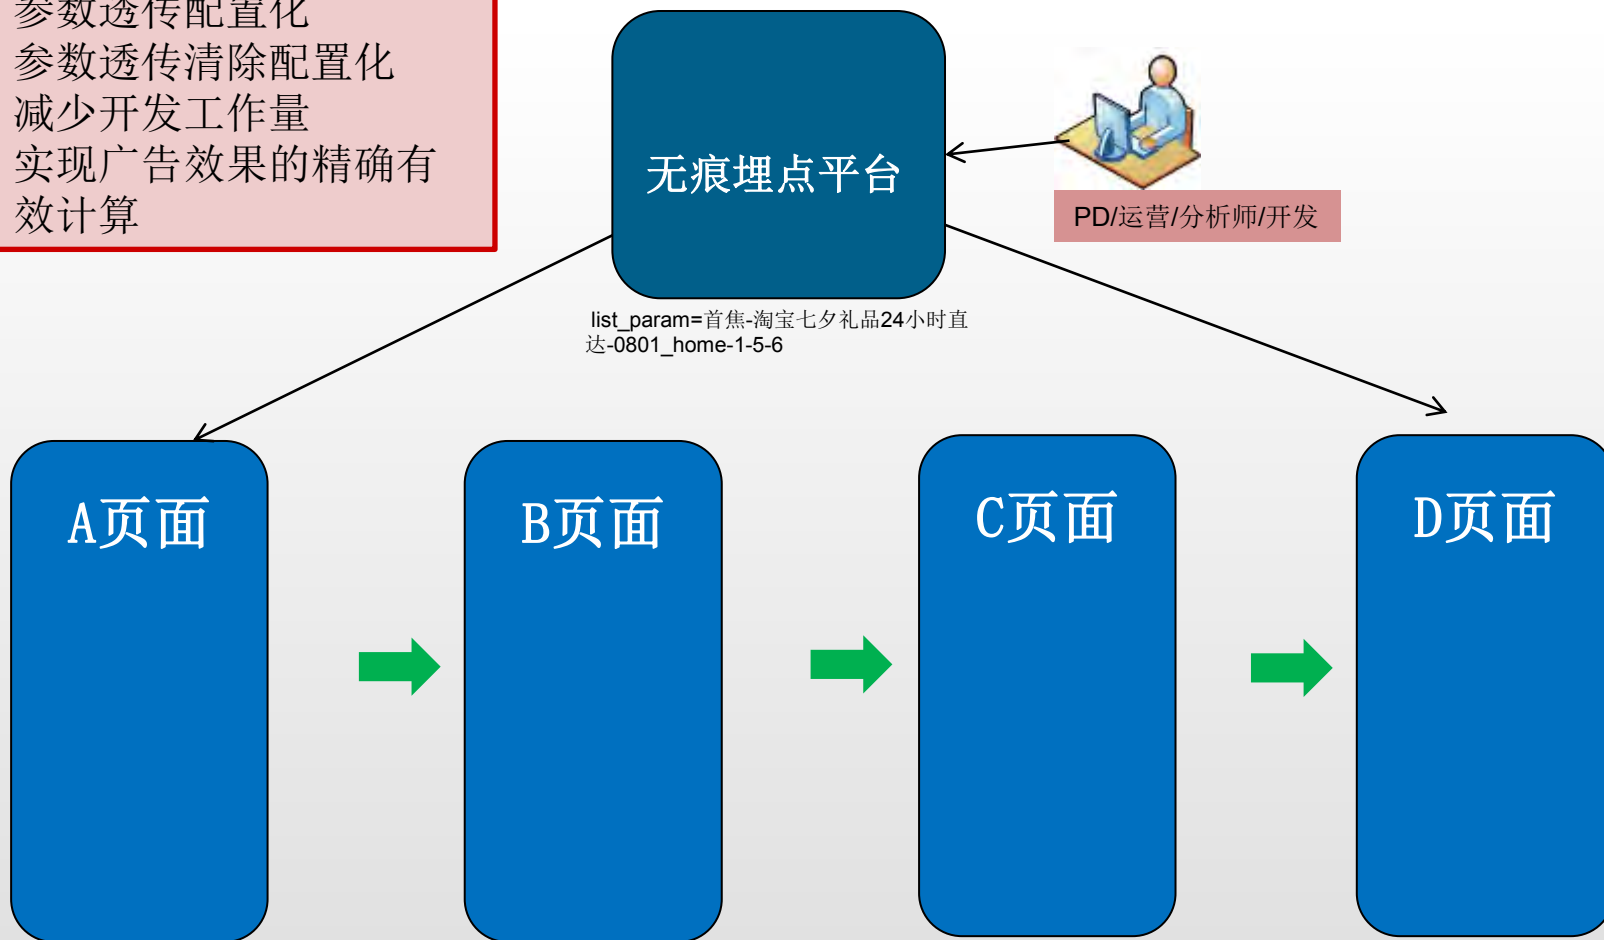 参数透传配置化
参数透传清除配置化
减少开发工作量
实现广告效果的精确有
效计算
无痕埋点平台
PD/运营/分析师/开发
list_param=首焦-淘宝七夕礼品24小时直
达-0801_home-1-5-6
A页面
B页面
C页面
D页面